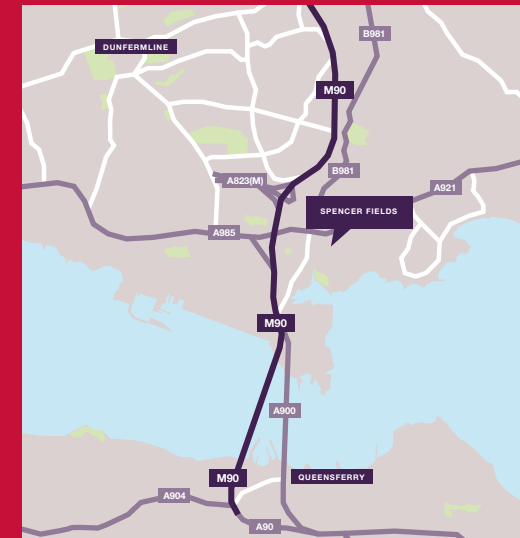 B981
DUNFERMLINE
M90
B981
A823(M)
A921
SPENCER FIELDS
A985
M90
A900
M90
QUEENSFERRY
A904
A90